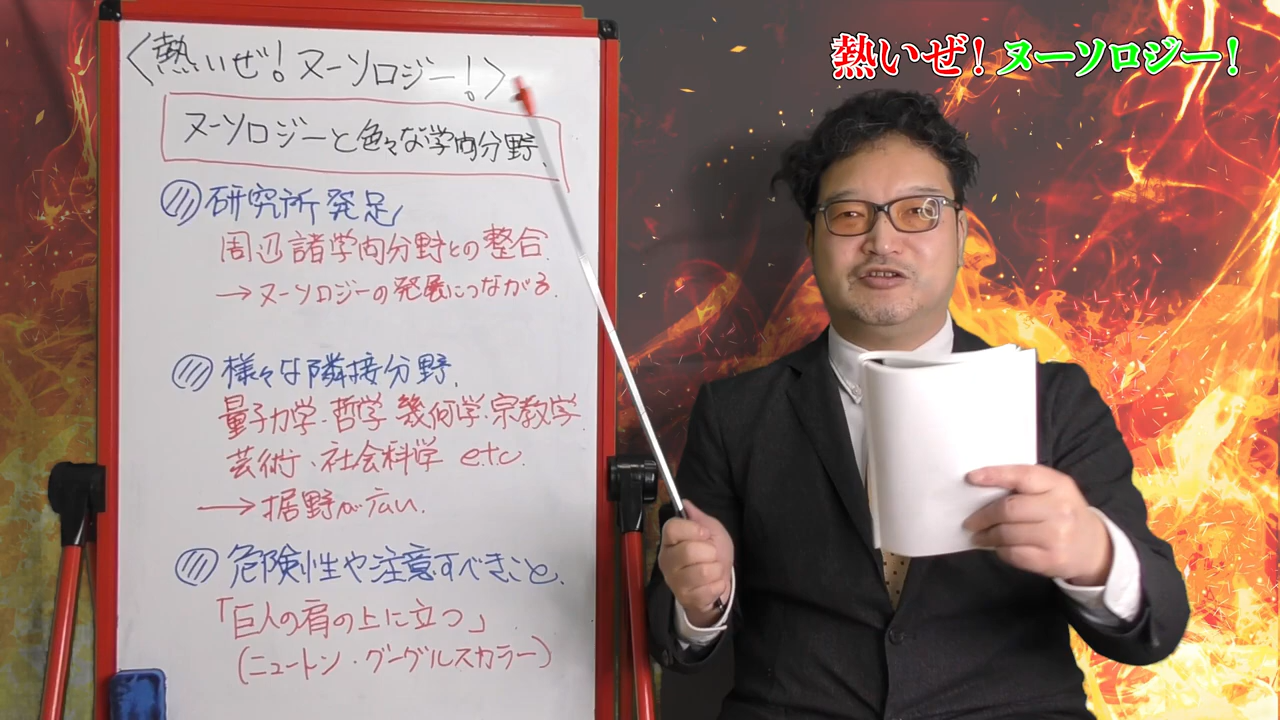 熱いぜ！ヌーソロジー！
〈熱いぜ！ヌーソロジー！〉
ヌーソロジーと色々な学問分野.
研究所発足
周辺諸学問分野との整合.
→ヌーソロジーの発展につながる.
様々な隣接分野.
量子力学・哲学・幾何学・宗教学.
芸術、社会科学 etc.
→裾野が広い.
危険性や注意すべきこと.
「巨人の肩の上に立つ」
(ニュートン・グーグルスカラー)